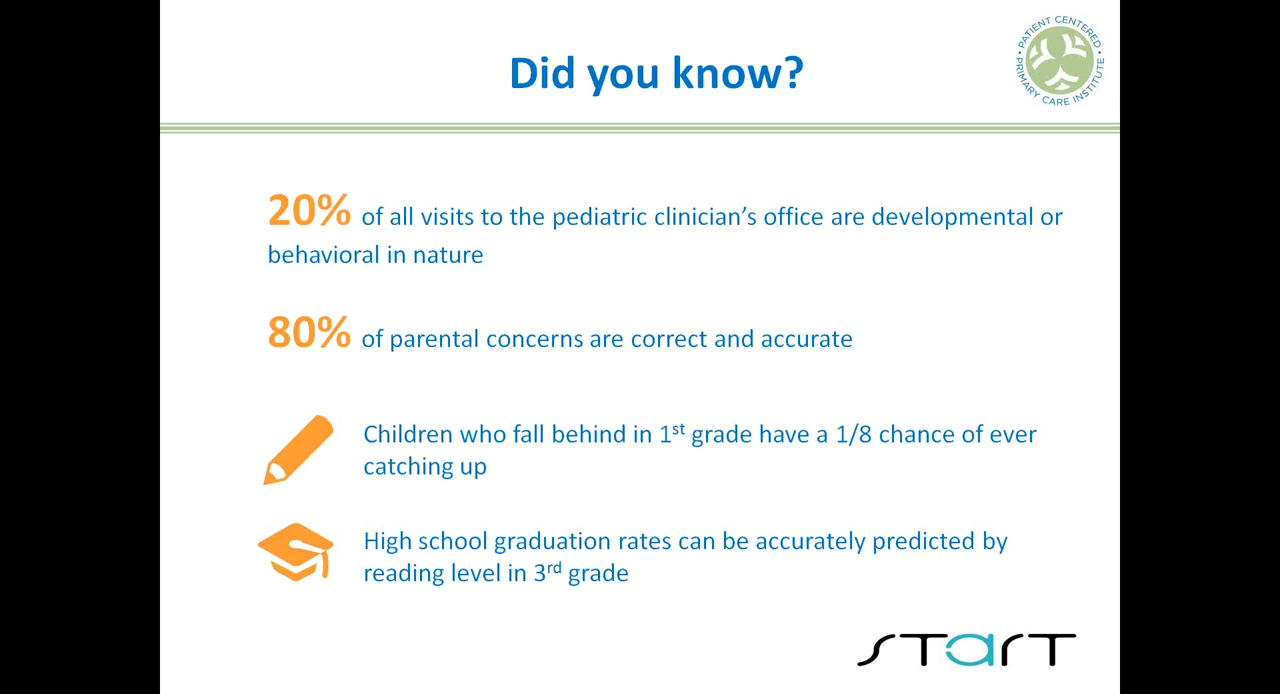 Did you know?
• PATIENT CENTERED •
PRIMARY CARE INSTITUTE
20% of all visits to the pediatric clinician's office are developmental or
behavioral in nature
80% of parental concerns are correct and accurate
Children who fall behind in 1st grade have a 1/8 chance of ever
catching up
High school graduation rates can be accurately predicted by
reading level in 3rd grade
START